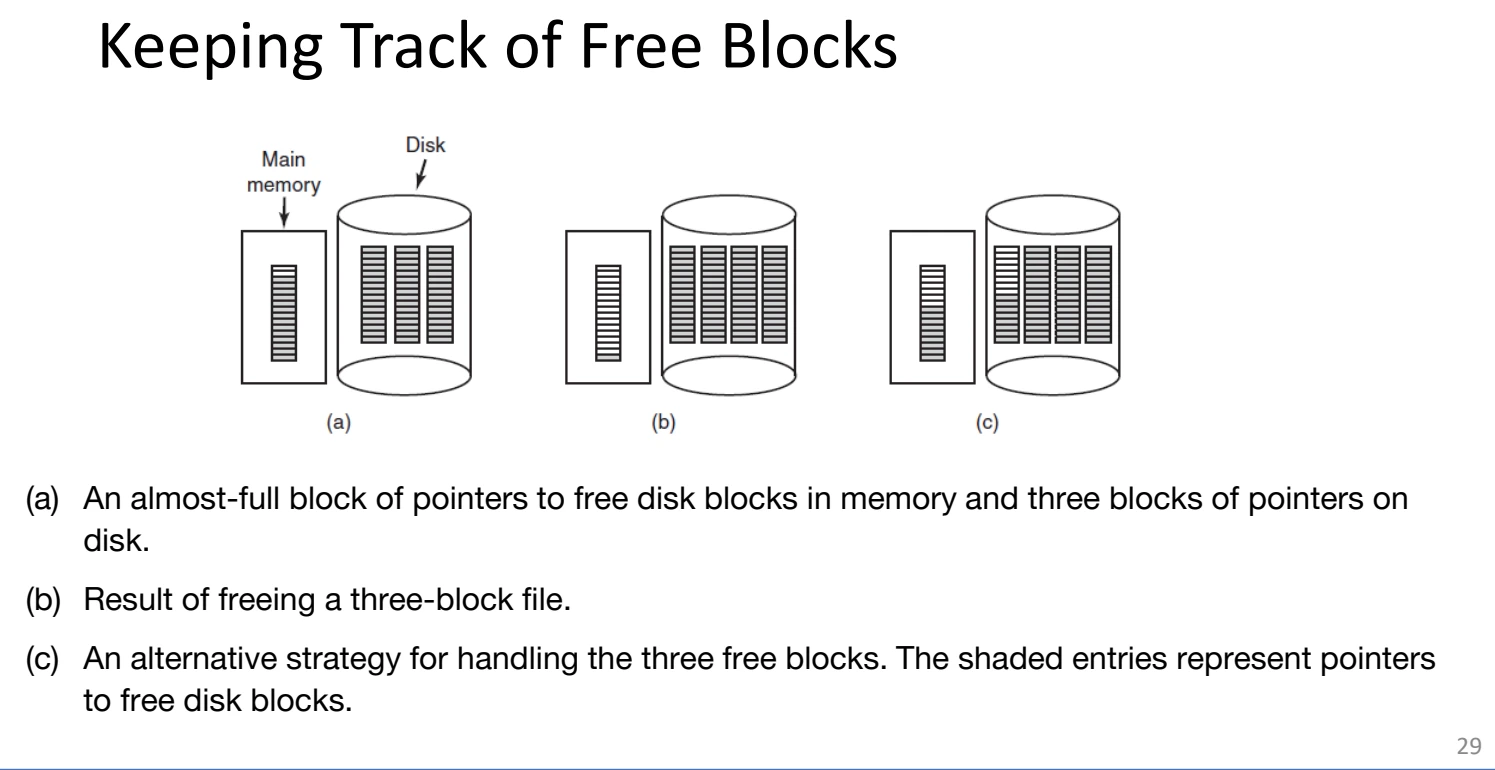 Keeping Track of Free Blocks
Disk
Main
memory
(a)
(b)
(c)
(a) An almost-full block of pointers to free disk blocks in memory and three blocks of pointers on
disk.
(b) Result of freeing a three-block file.
(c) An alternative strategy for handling the three free blocks. The shaded entries represent pointers
to free disk blocks.
29